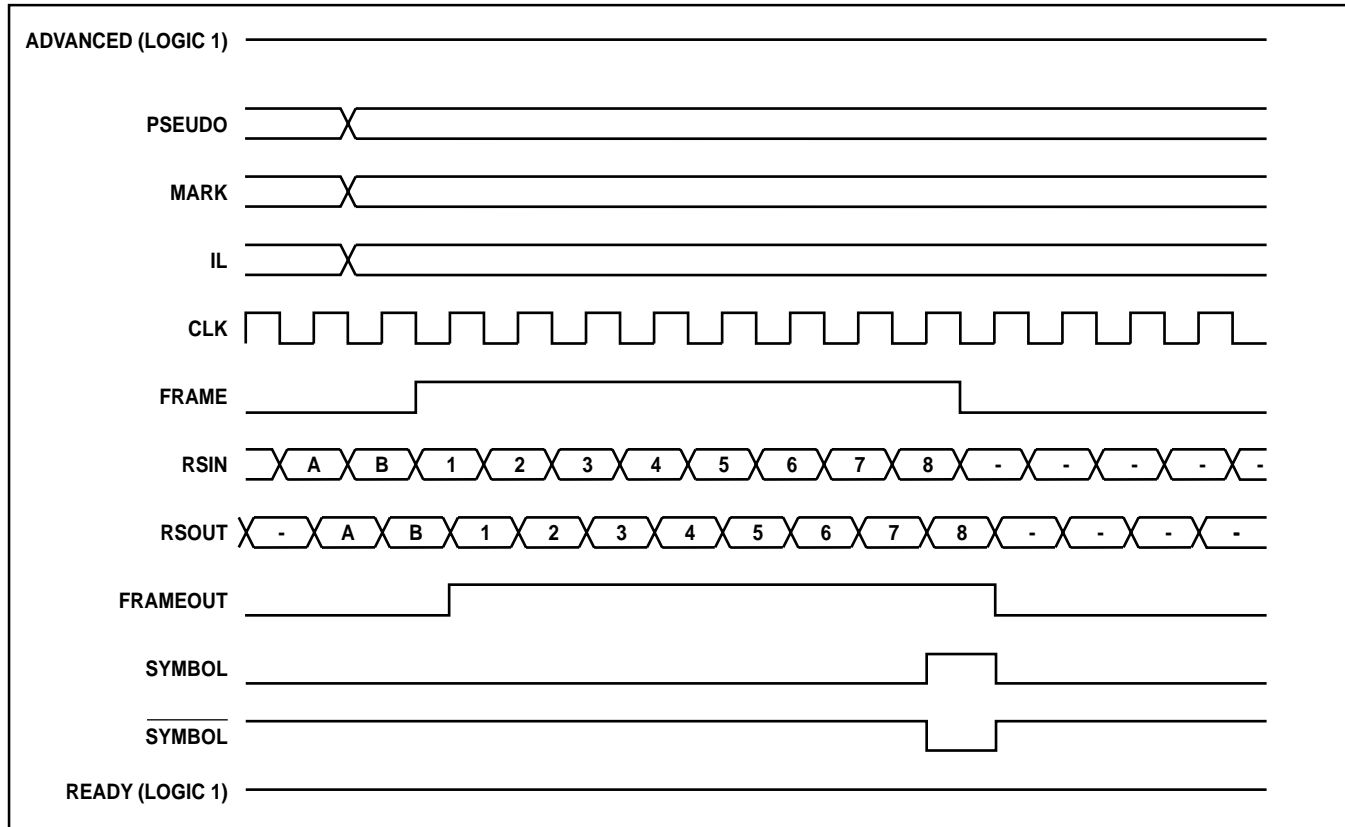 ADVANCED (LOGIC 1)
PSEUDO
MARK
IL
CLK
FRAME
RSIN A B 1 2 3 4 5 6 7 8 - - - - -
RSOUT - A B 1 2 3 4 5 6 7 8 - - - -
FRAMEOUT
SYMBOL
S̅Y̅M̅B̅O̅L̅
READY (LOGIC 1)